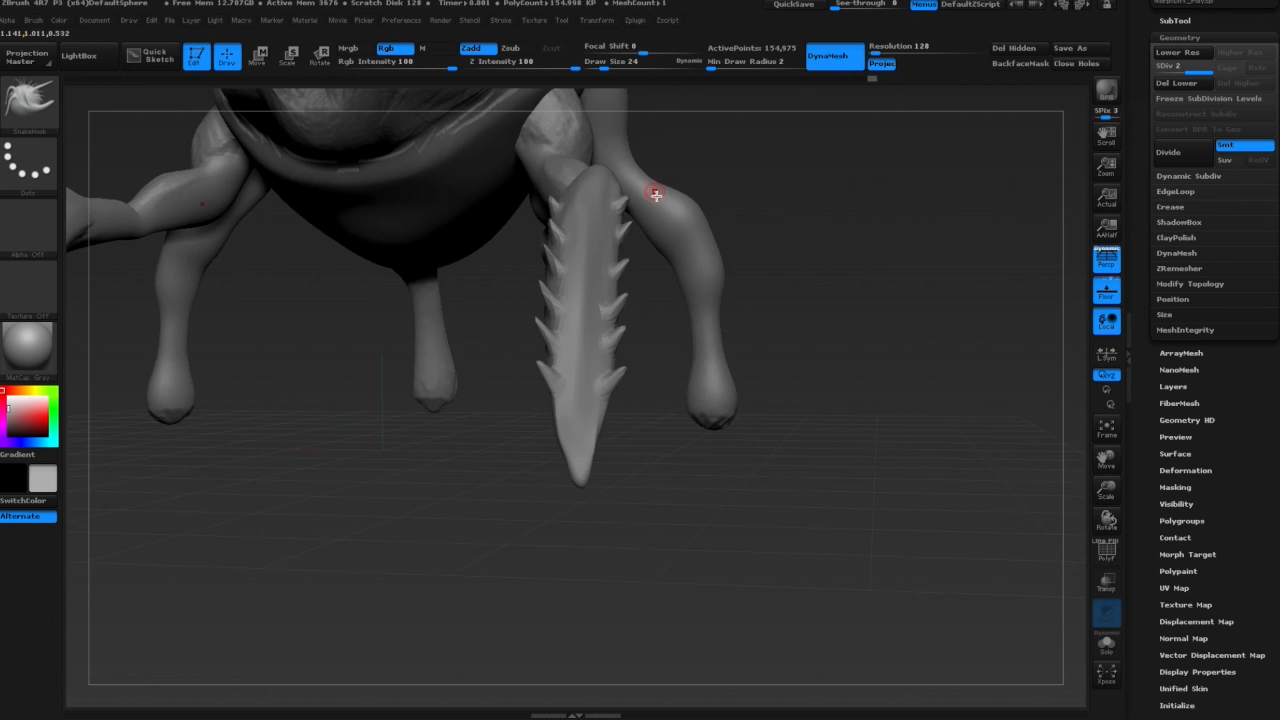 ZBrush 4R7 P3 (x64)DefaultSphere • Free Mem 12.707GB • Active Mem 3676 • Scratch Disk 128 • Timer▸0.001 • PolyCount▸154,998 KP • MeshCount▸1
QuickSave See-through 0 Menus DefaultZScript
Alpha Brush Color Document Draw Edit File Layer Light Macro Marker Material Movie Picker Preferences Render Stencil Stroke Texture Tool Transform Zplugin Zscript
1.141,1.011,0.532
Projection Master
LightBox
Quick Sketch
Edit
Draw
Move
Scale
Rotate
Mrgb Rgb M
Rgb Intensity 100
Zadd Zsub Zcut
Z Intensity 100
Focal Shift 0
Draw Size 24
Dynamic
ActivePoints: 154,975
Min Draw Radius 2
DynaMesh
Resolution 128
Projec
Del Hidden
BackfaceMask
Save As
Close Holes
SnakeHook
Dots
Alpha Off
Texture Off
MatCap Gray
Gradient
SwitchColor
Alternate
BPR
SPix 3
Scroll
Zoom
Actual
AAHalf
Dynamic
Persp
Floor
Local
L.Sym
Frame
Move
Scale
Rotate
Line Fill
PolyF
Transp
Dynamic
Solo
Xpose
SubTool
Geometry
Lower Res Higher Res
SDiv 2
Cage Rstr
Del Lower Del Higher
Freeze SubDivision Levels
Reconstruct Subdiv
Convert BPR To Geo
Divide
Smt
Suv ReUV
Dynamic Subdiv
EdgeLoop
Crease
ShadowBox
ClayPolish
DynaMesh
ZRemesher
Modify Topology
Position
Size
MeshIntegrity
ArrayMesh
NanoMesh
Layers
FiberMesh
Geometry HD
Preview
Surface
Deformation
Masking
Visibility
Polygroups
Contact
Morph Target
Polypaint
UV Map
Texture Map
Displacement Map
Normal Map
Vector Displacement Map
Display Properties
Unified Skin
Initialize